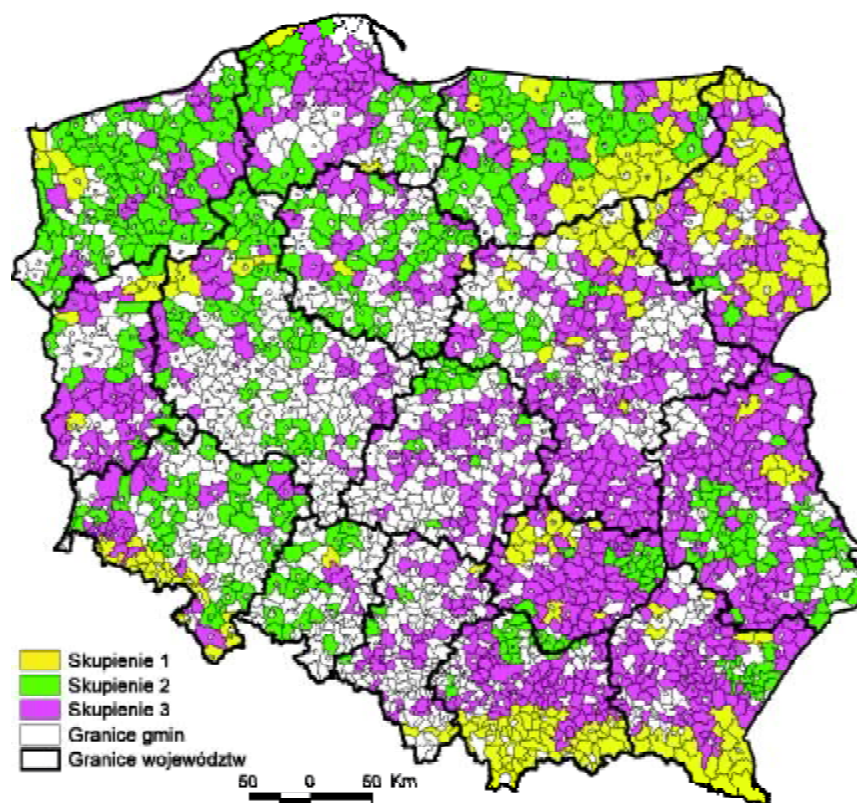 Skupienie 1
Skupienie 2
Skupienie 3
Granice gmin
Granice województw
50 0 50 Km